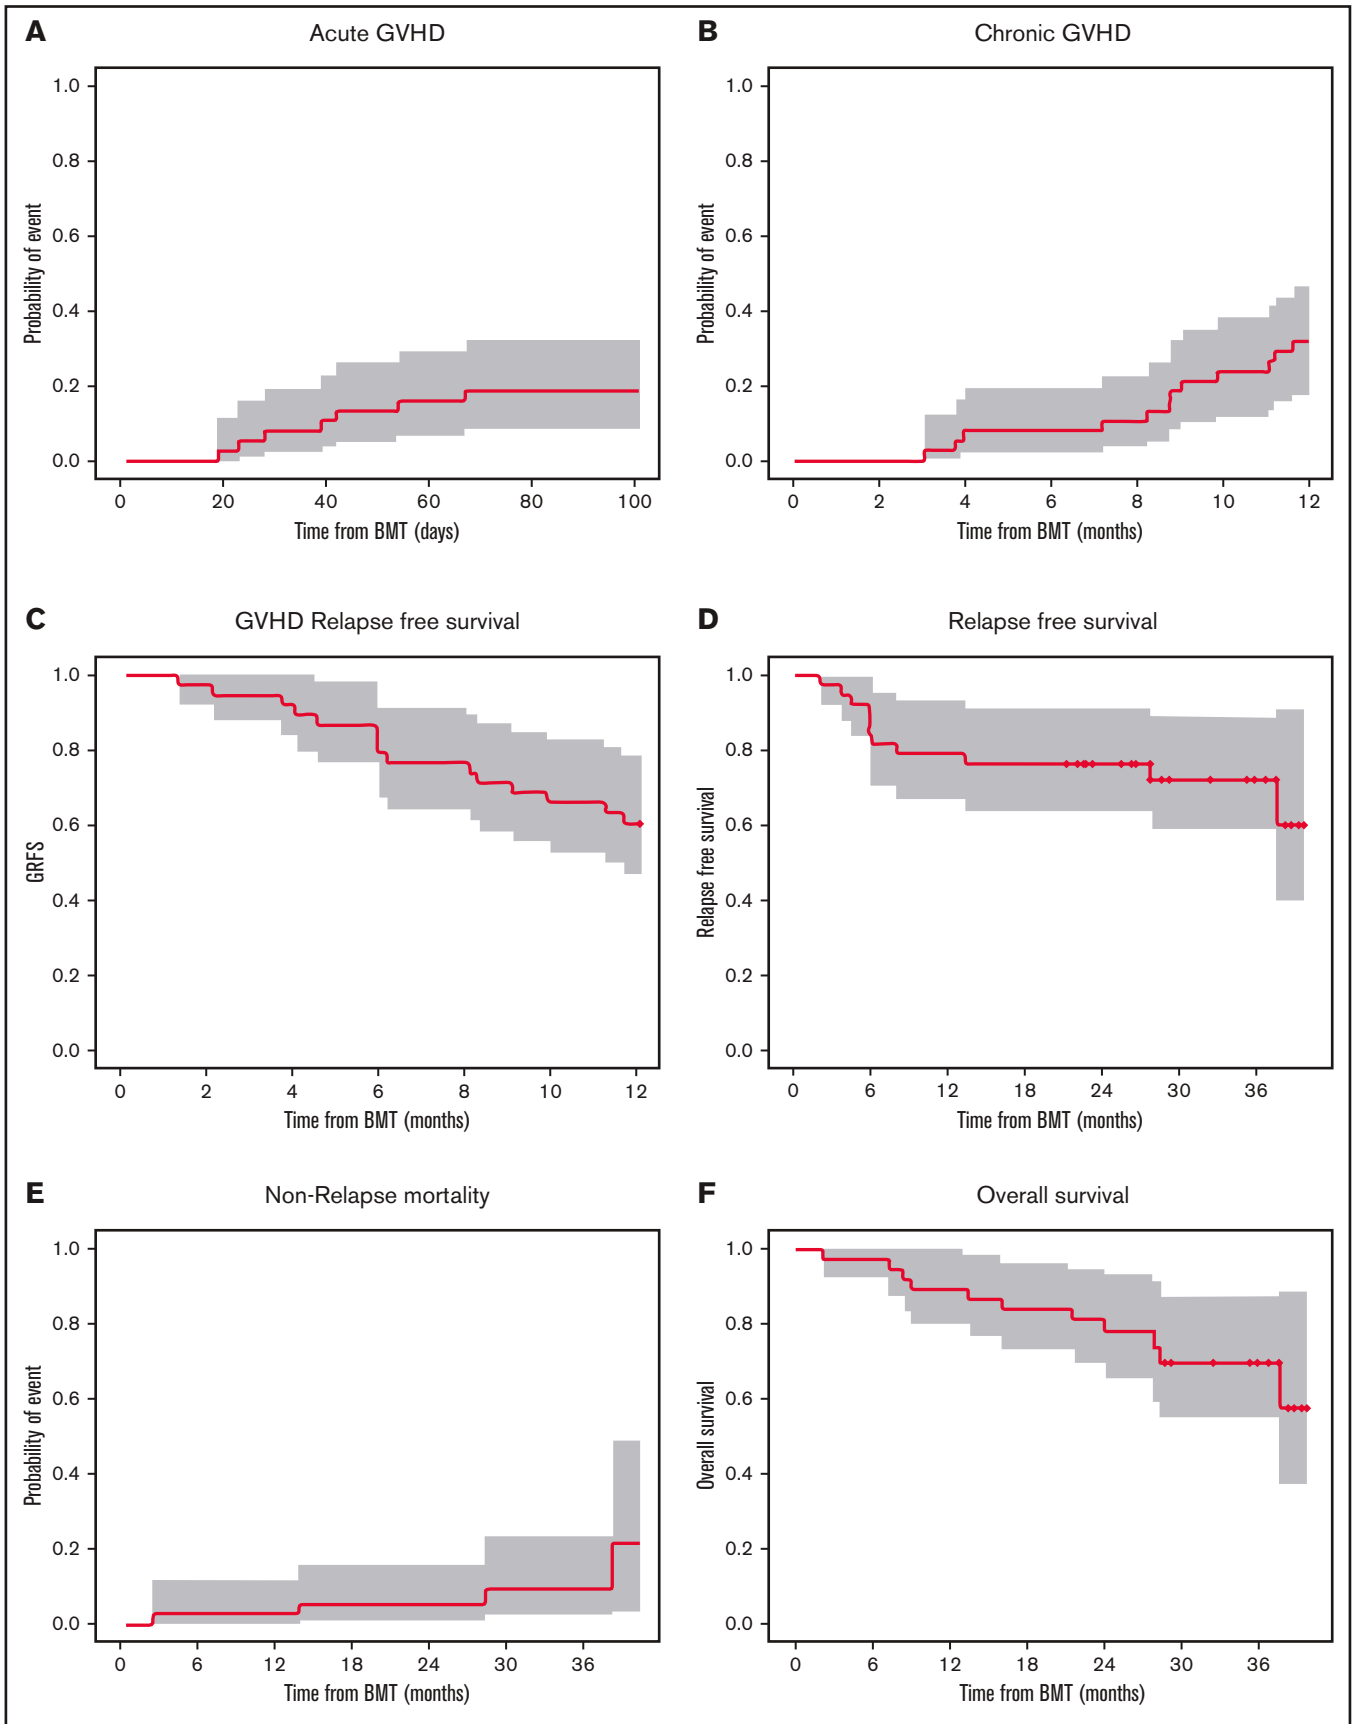 A
Acute GVHD
1.0
0.8
0.6
0.4
0.2
0.0
Probability of event
0 20 40 60 80 100
Time from BMT (days)
B
Chronic GVHD
1.0
0.8
0.6
0.4
0.2
0.0
Probability of event
0 2 4 6 8 10 12
Time from BMT (months)
C
GVHD Relapse free survival
1.0
0.8
0.6
0.4
0.2
0.0
GRFS
0 2 4 6 8 10 12
Time from BMT (months)
D
Relapse free survival
1.0
0.8
0.6
0.4
0.2
0.0
Relapse free survival
0 6 12 18 24 30 36
Time from BMT (months)
E
Non-Relapse mortality
1.0
0.8
0.6
0.4
0.2
0.0
Probability of event
0 6 12 18 24 30 36
Time from BMT (months)
F
Overall survival
1.0
0.8
0.6
0.4
0.2
0.0
Overall survival
0 6 12 18 24 30 36
Time from BMT (months)